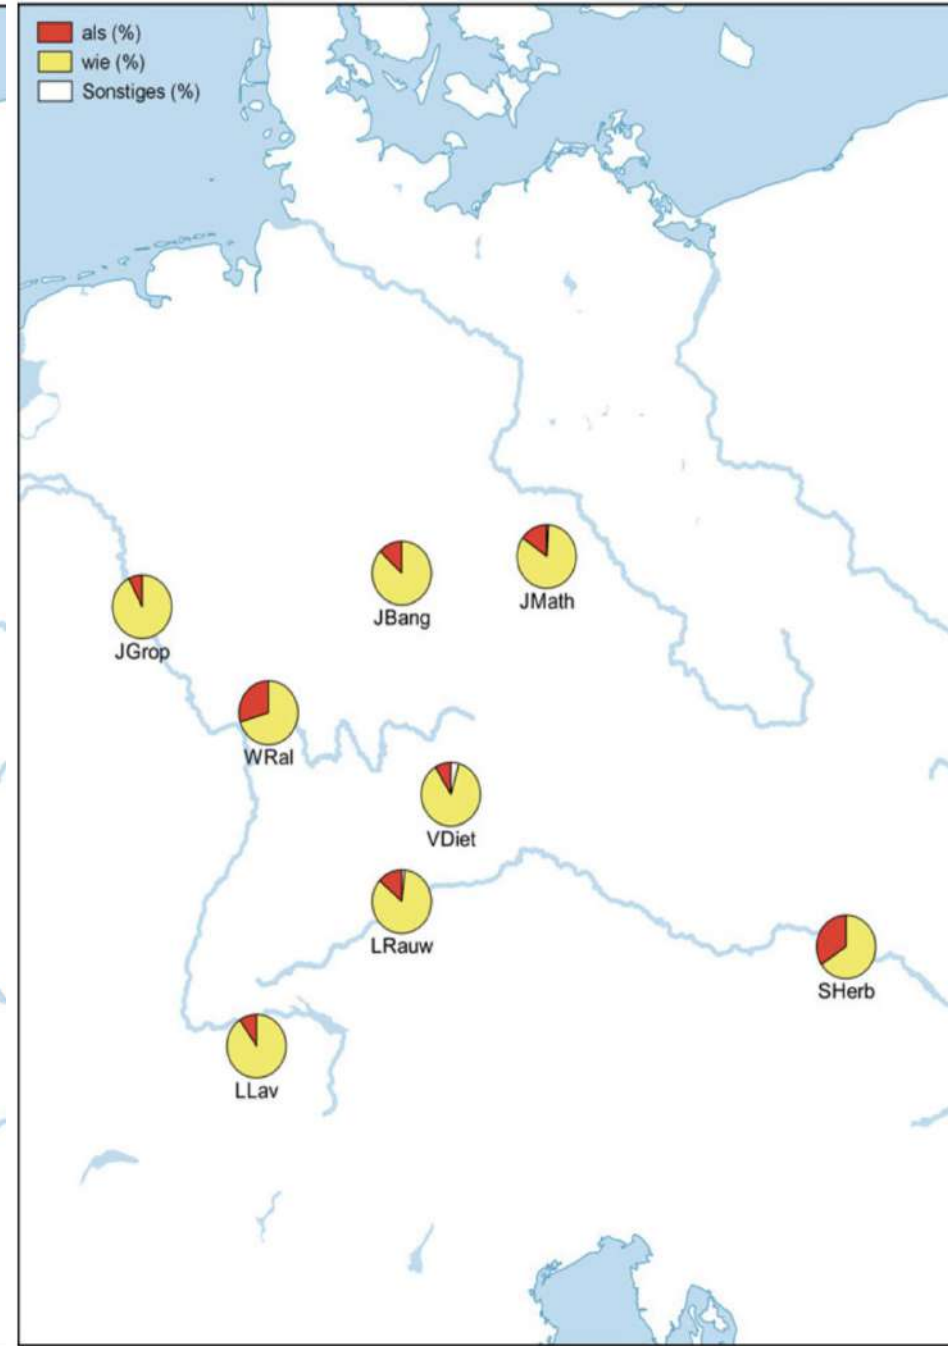 als (%)
wie (%)
Sonstiges (%)
JMath
JBang
JGrop
WRal
VDiet
LRauw
SHerb
LLav